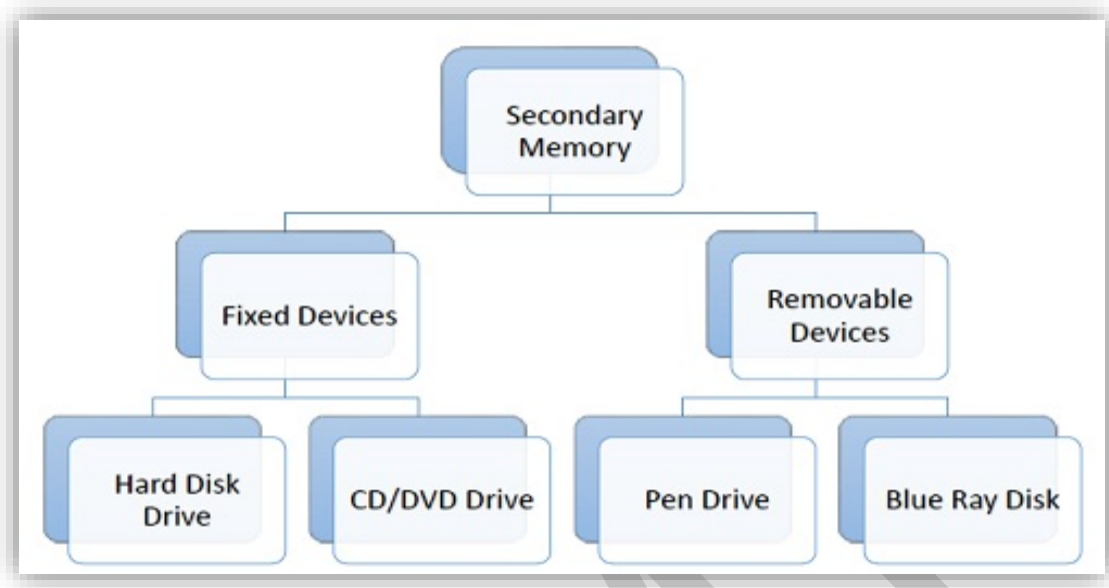 Secondary
Memory
Fixed Devices
Removable
Devices
Hard Disk
Drive
CD/DVD Drive
Pen Drive
Blue Ray Disk